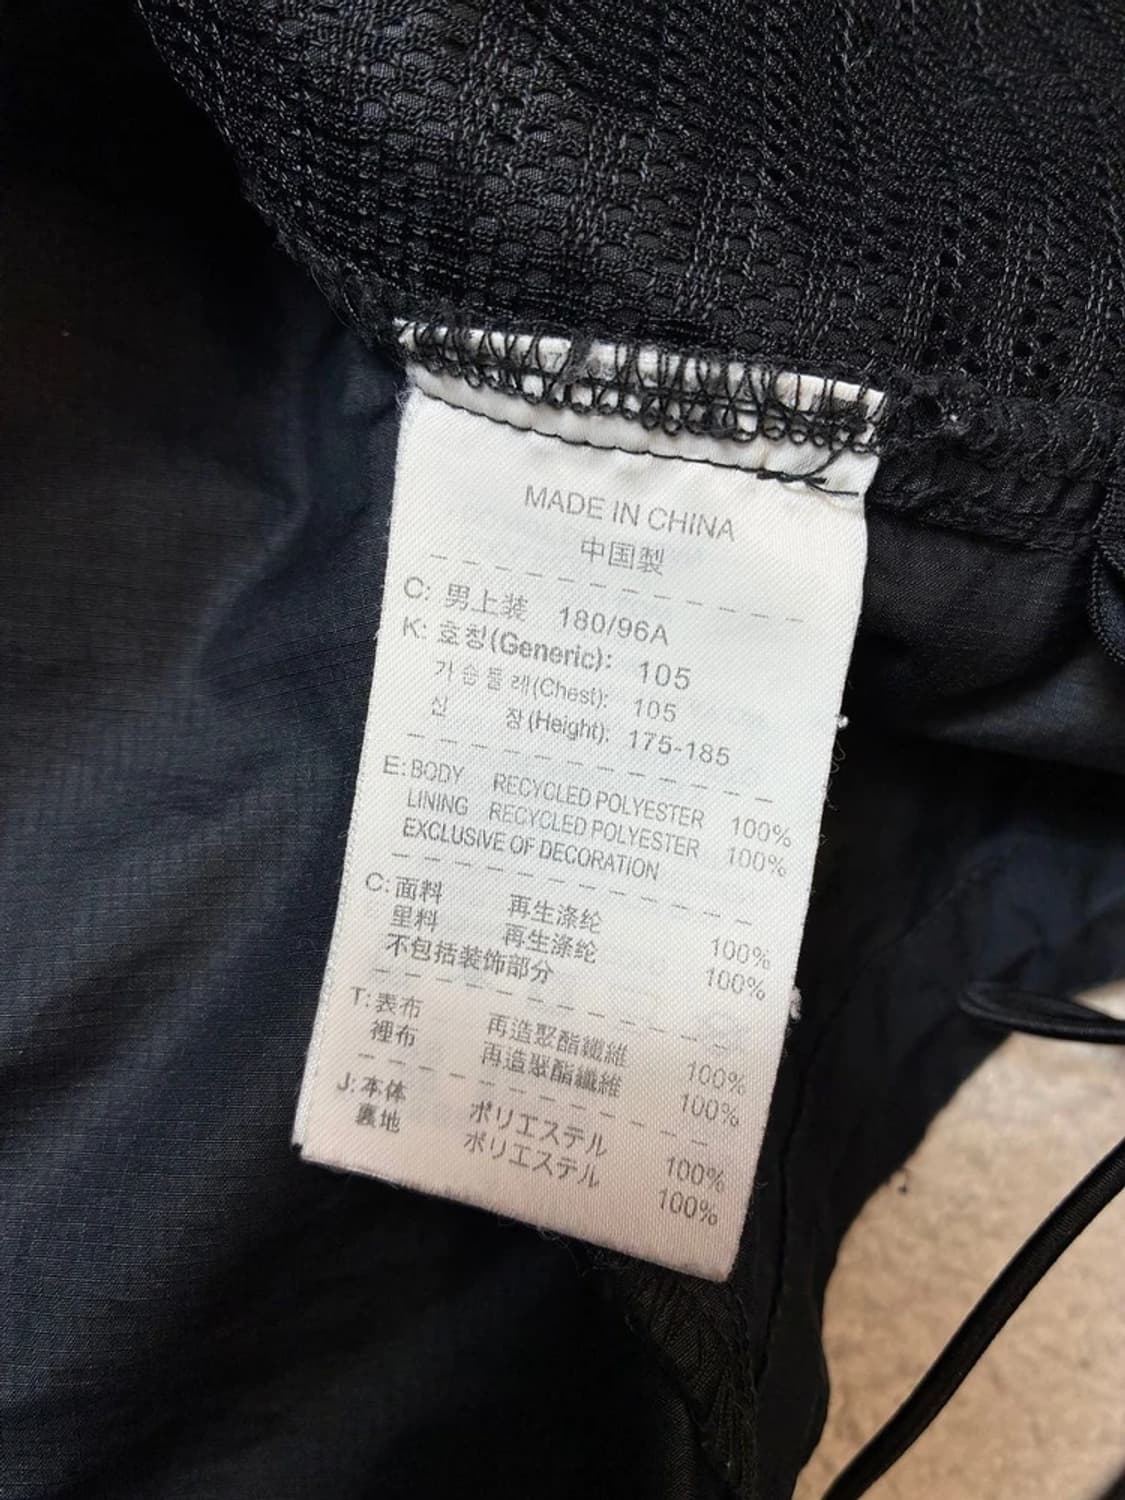 MADE IN CHINA
中国製
C: 男上装 180/96A
K: 호칭(Generic): 105
가슴둘레(Chest): 105
신 장(Height): 175-185
E: BODY RECYCLED POLYESTER 100%
LINING RECYCLED POLYESTER 100%
EXCLUSIVE OF DECORATION
C: 面料 再生涤纶 100%
里料 再生涤纶 100%
不包括装饰部分
T: 表布 再造聚酯纖維 100%
裡布 再造聚酯纖維 100%
J: 本体 ポリエステル 100%
裏地 ポリエステル 100%